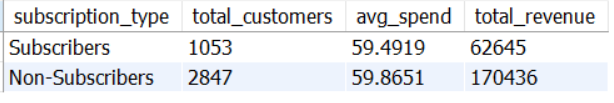 subscription_type total_customers avg_spend total_revenue
Subscribers 1053 59.4919 62645
Non-Subscribers 2847 59.8651 170436